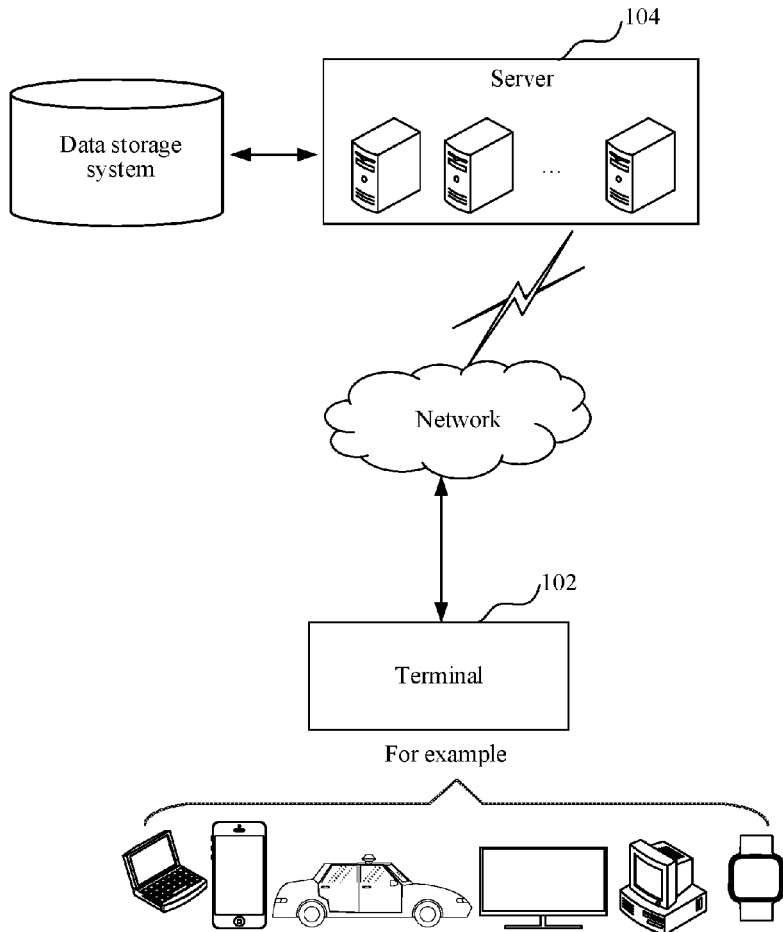 104
Server
Data storage
system
...
Network
102
Terminal
For example